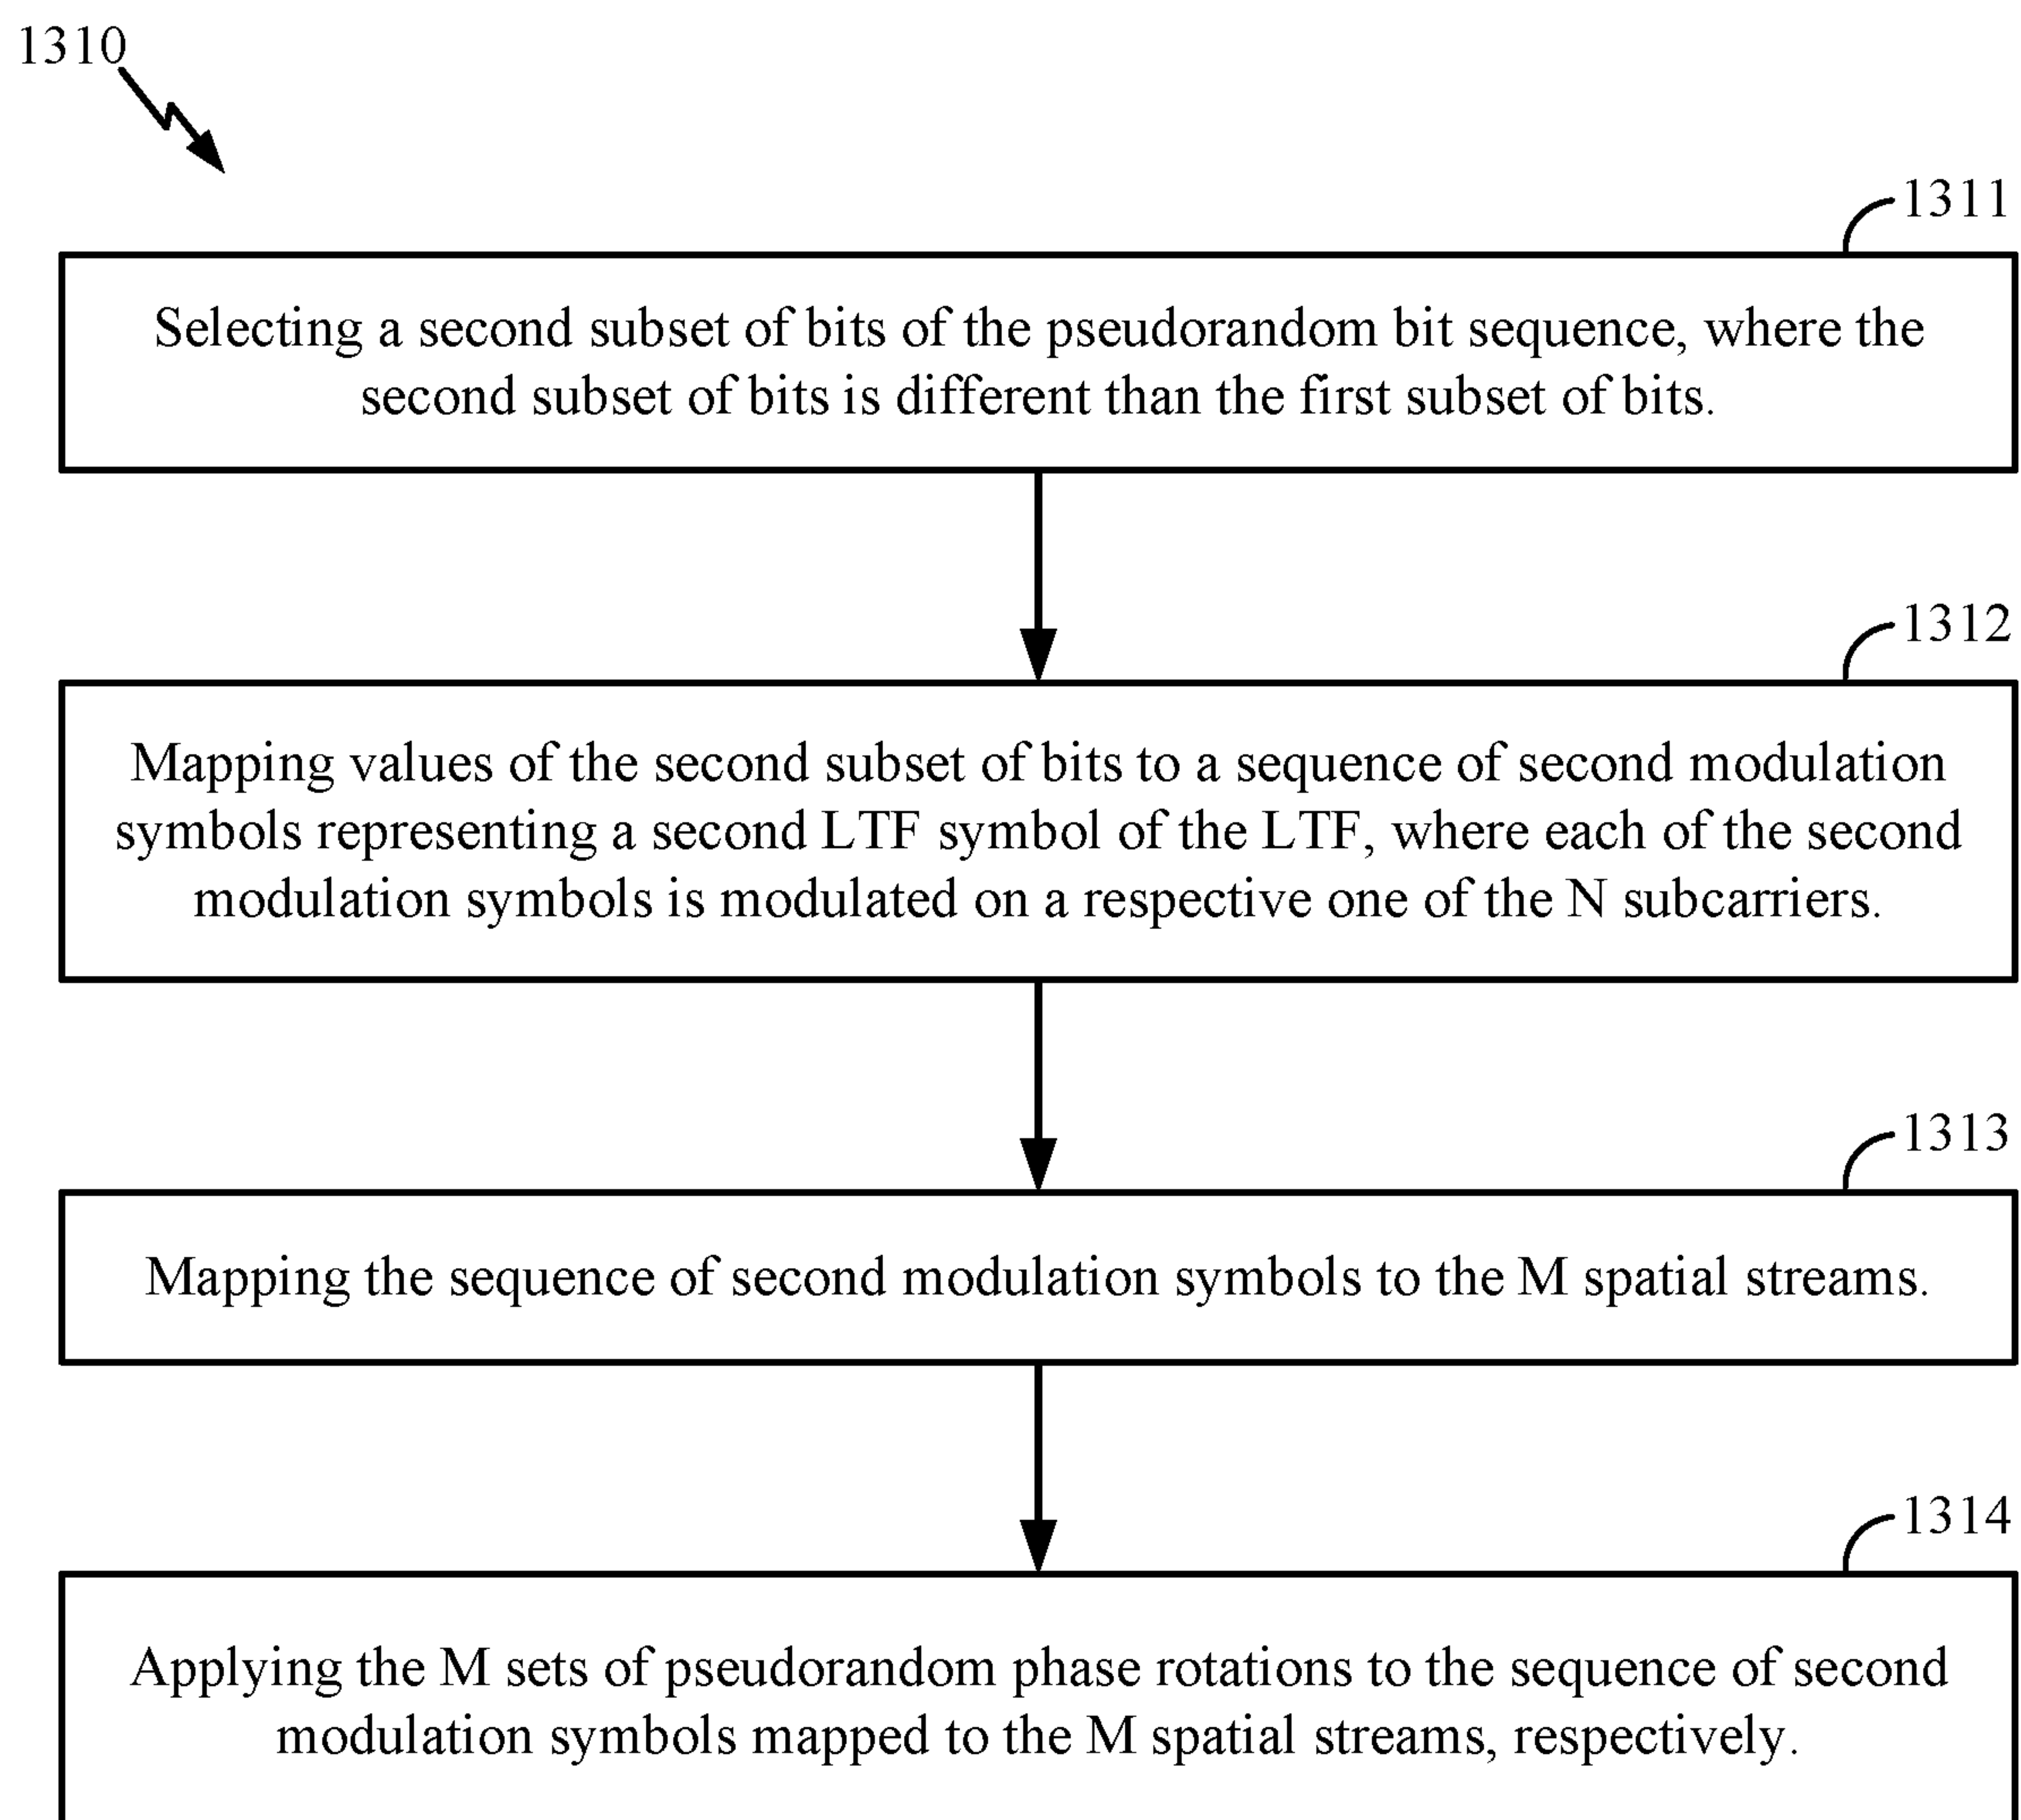 1310
1311
Selecting a second subset of bits of the pseudorandom bit sequence, where the
second subset of bits is different than the first subset of bits.
1312
Mapping values of the second subset of bits to a sequence of second modulation
symbols representing a second LTF symbol of the LTF, where each of the second
modulation symbols is modulated on a respective one of the N subcarriers.
1313
Mapping the sequence of second modulation symbols to the M spatial streams.
1314
Applying the M sets of pseudorandom phase rotations to the sequence of second
modulation symbols mapped to the M spatial streams, respectively.